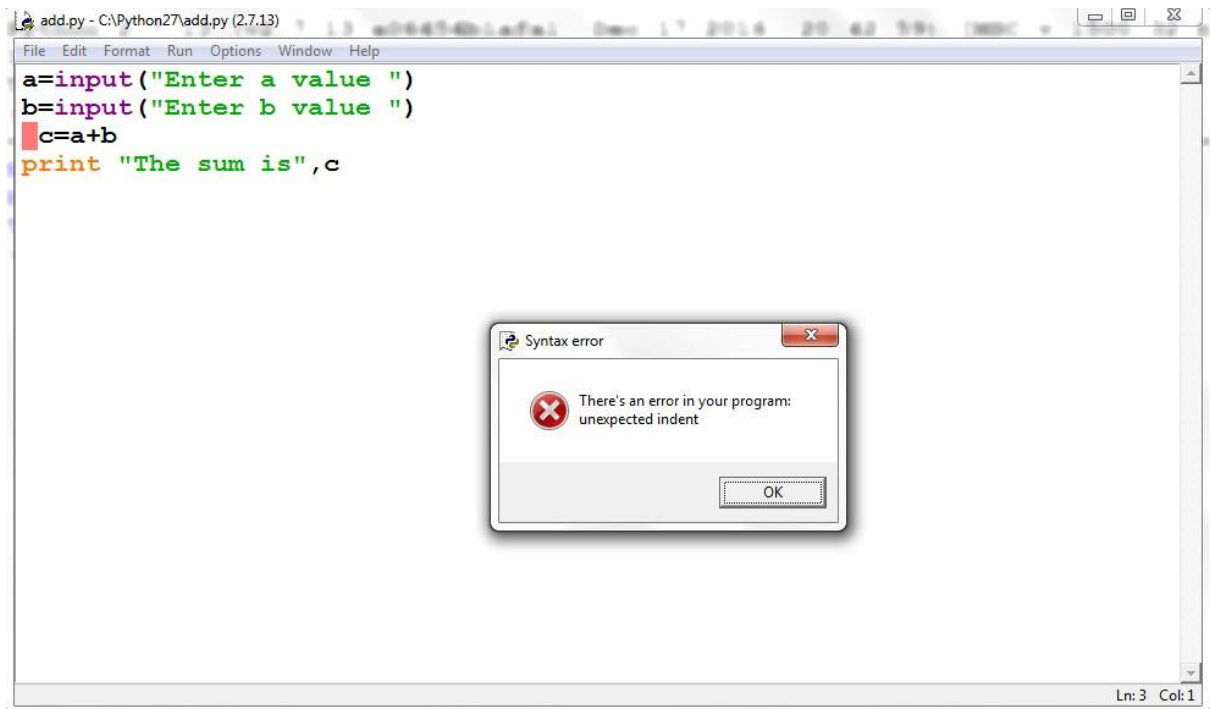 add.py - C:\Python27\add.py (2.7.13)
File Edit Format Run Options Window Help
a=input("Enter a value ")
b=input("Enter b value ")
 c=a+b
print "The sum is",c
Syntax error
There's an error in your program:
unexpected indent
OK
Ln: 3 Col: 1